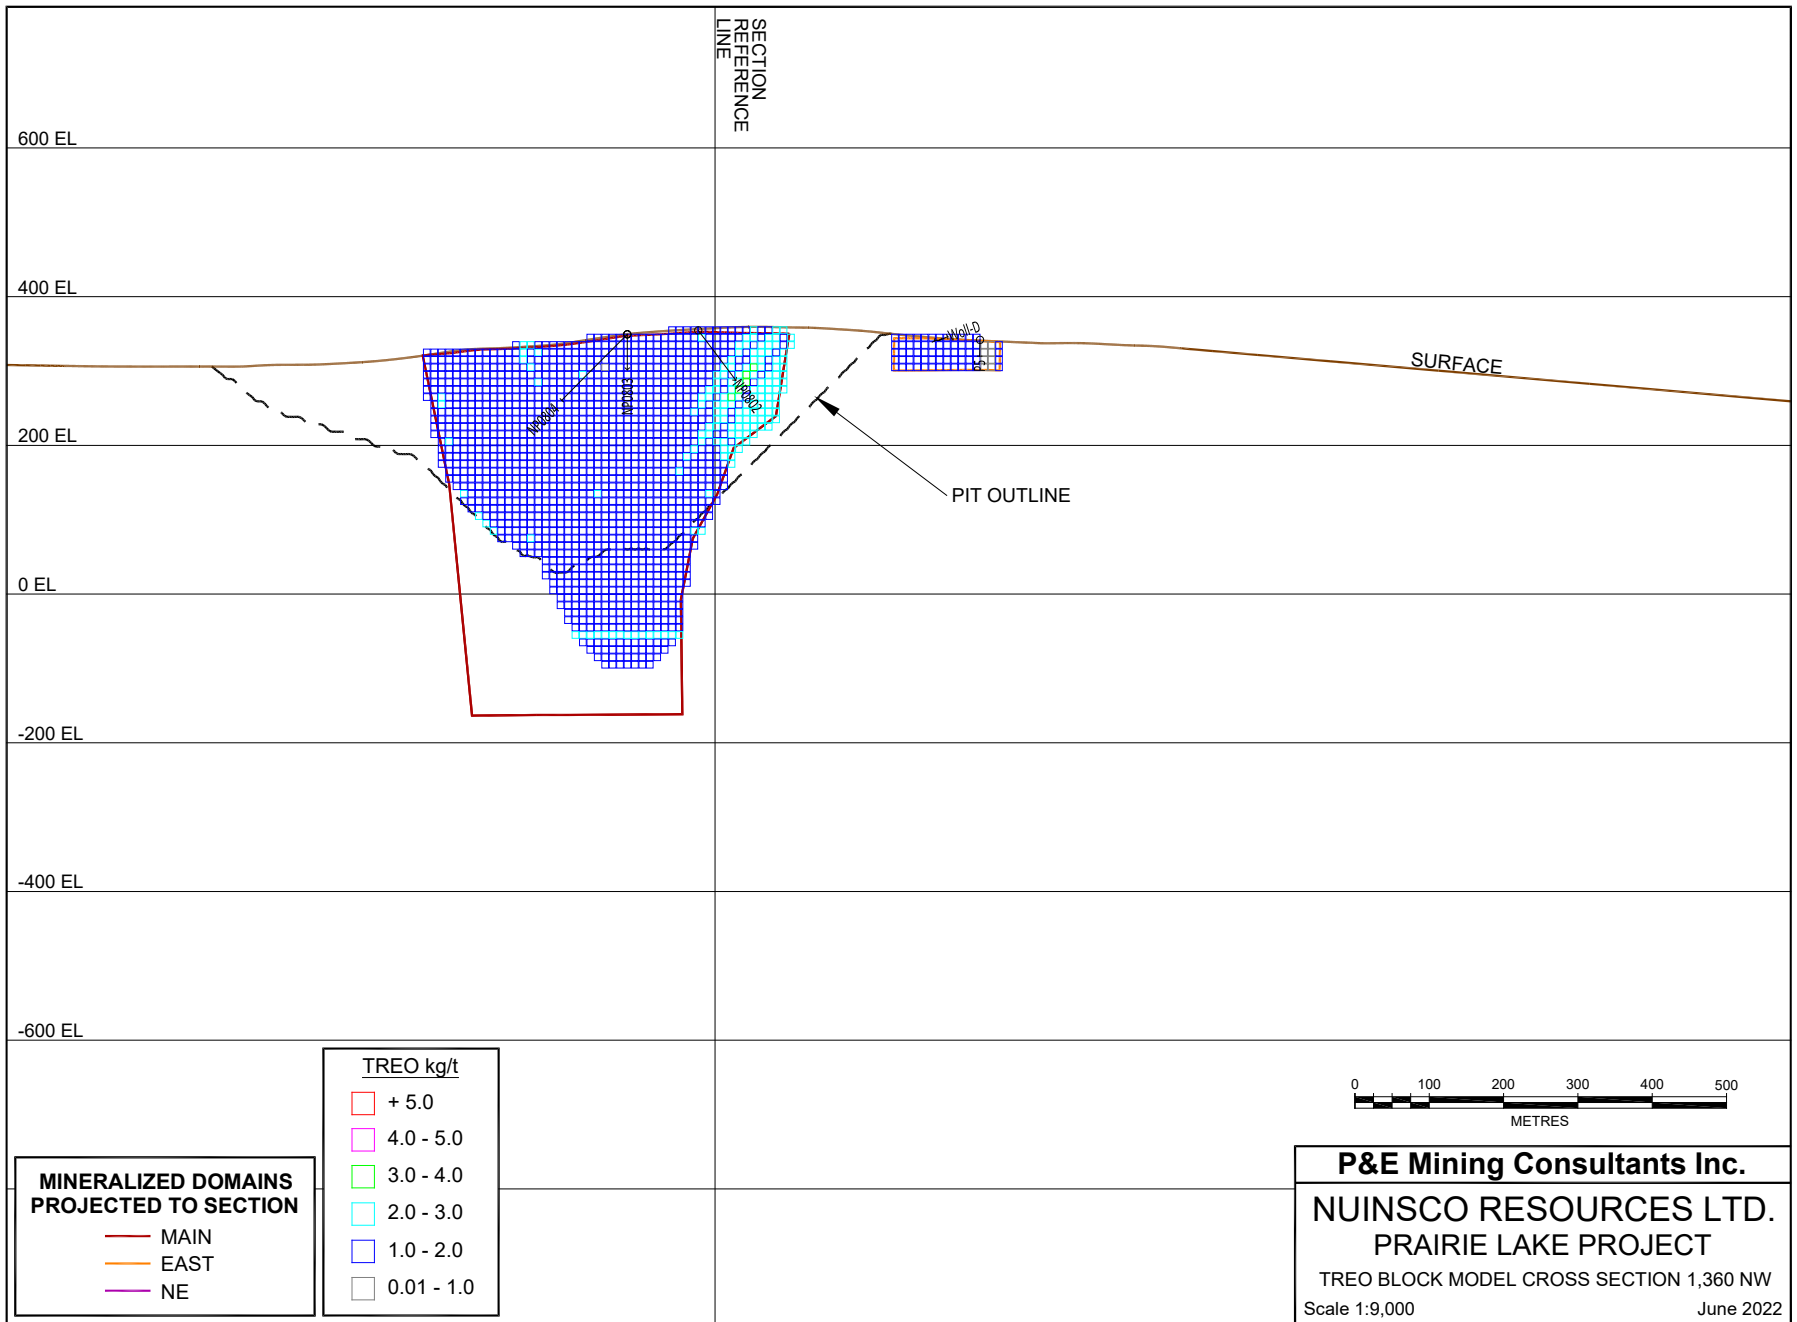 SECTION
REFERENCE
LINE
600 EL
400 EL
200 EL
0 EL
-200 EL
-400 EL
-600 EL
NP0804
NP0803
NP0802
Woll-D
SURFACE
PIT OUTLINE
TREO kg/t
+ 5.0
4.0 - 5.0
3.0 - 4.0
2.0 - 3.0
1.0 - 2.0
0.01 - 1.0
MINERALIZED DOMAINS
PROJECTED TO SECTION
MAIN
EAST
NE
0 100 200 300 400 500
METRES
P&E Mining Consultants Inc.
NUINSCO RESOURCES LTD.
PRAIRIE LAKE PROJECT
TREO BLOCK MODEL CROSS SECTION 1,360 NW
Scale 1:9,000 June 2022